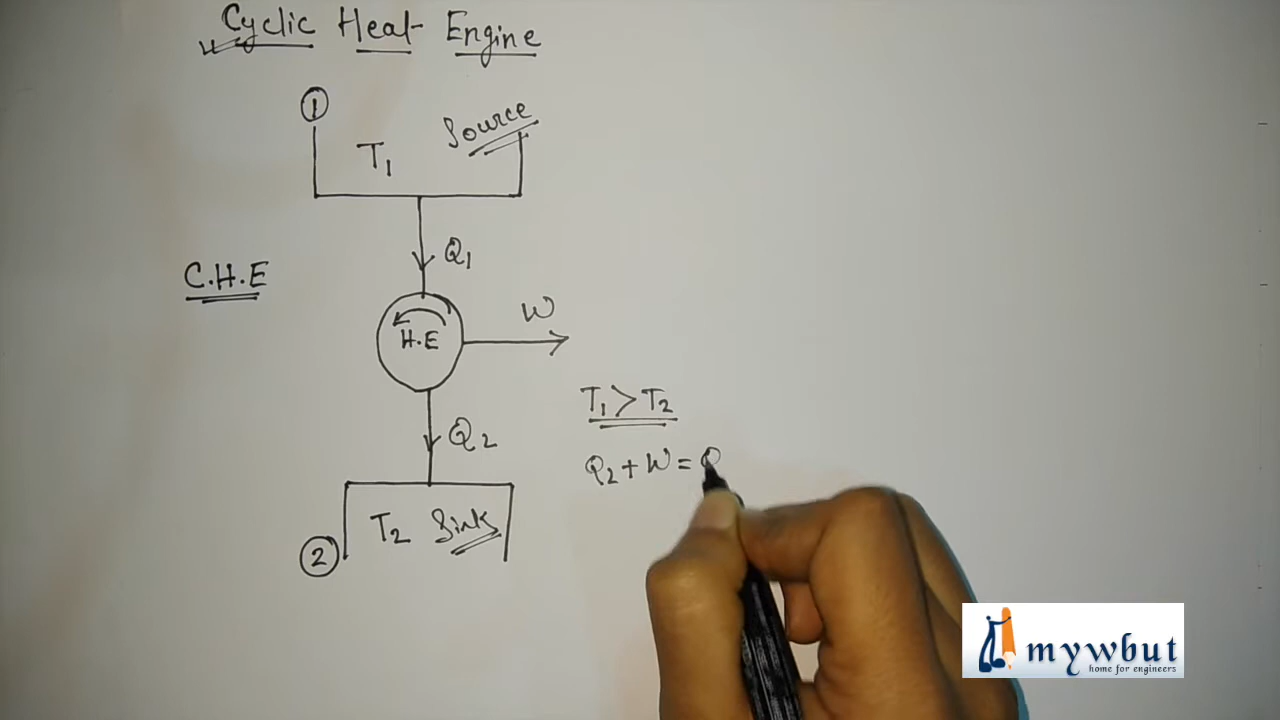 Cyclic Heat Engine
1
T1 Source
Q1
C.H.E
W
H.E
T1 > T2
Q2
Q2 + W = Q
T2 Sink
2
mywbut
home for engineers